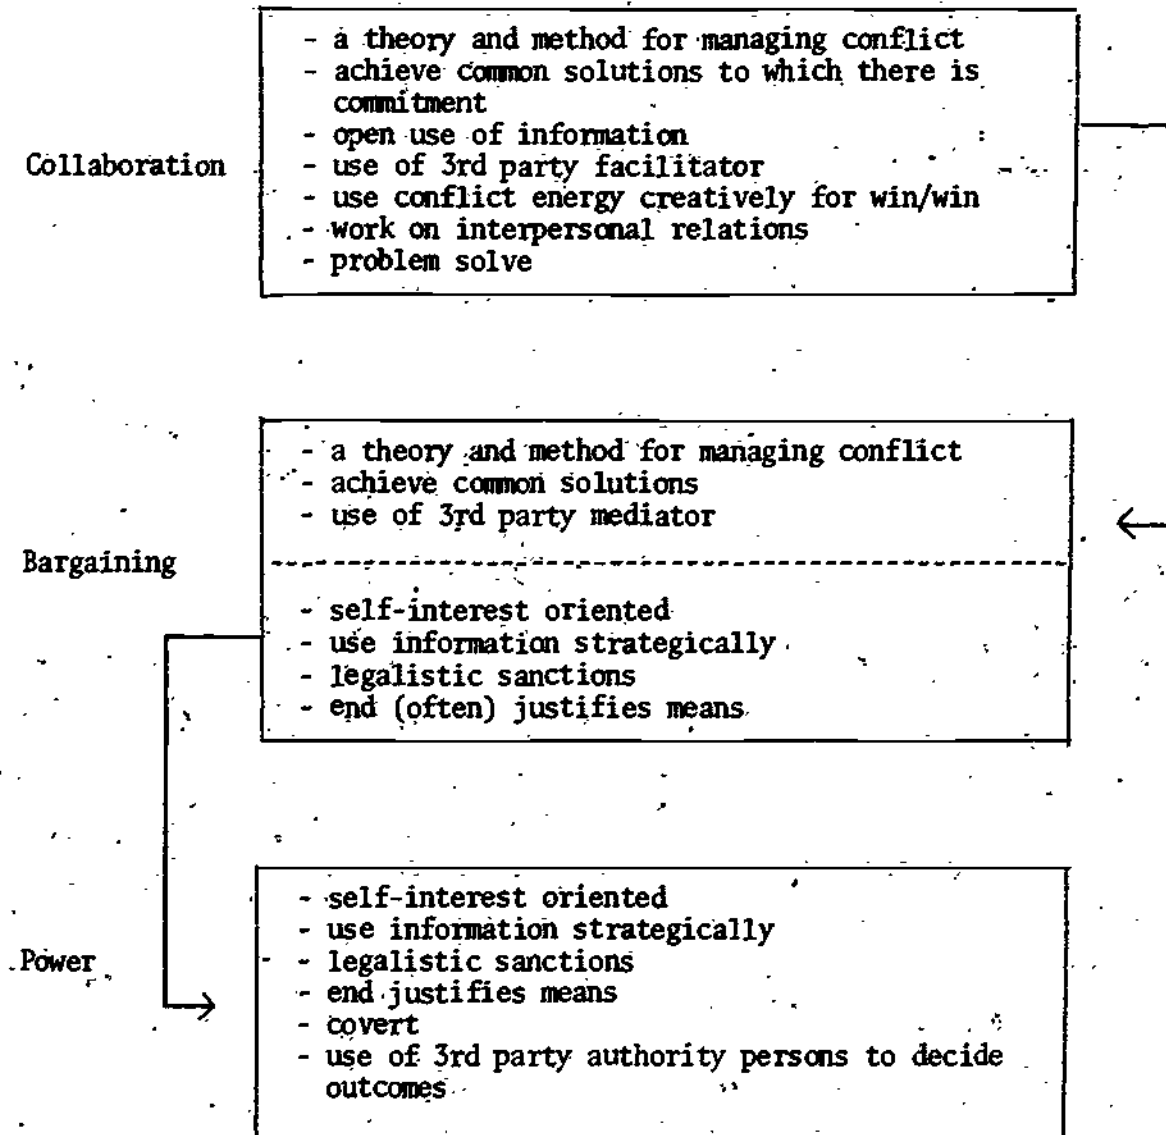 - a theory and method for managing conflict
- achieve common solutions to which there is
commitment
- open use of information
Collaboration
- use of 3rd party facilitator
- use conflict energy creatively for win/win
- work on interpersonal relations
- problem solve
- a theory and method for managing conflict
- achieve common solutions
- use of 3rd party mediator
Bargaining
- self-interest oriented
- use information strategically
- legalistic sanctions
- end (often) justifies means
- self-interest oriented
- use information strategically
Power
- legalistic sanctions
- end justifies means
- covert
- use of 3rd party authority persons to decide
outcomes